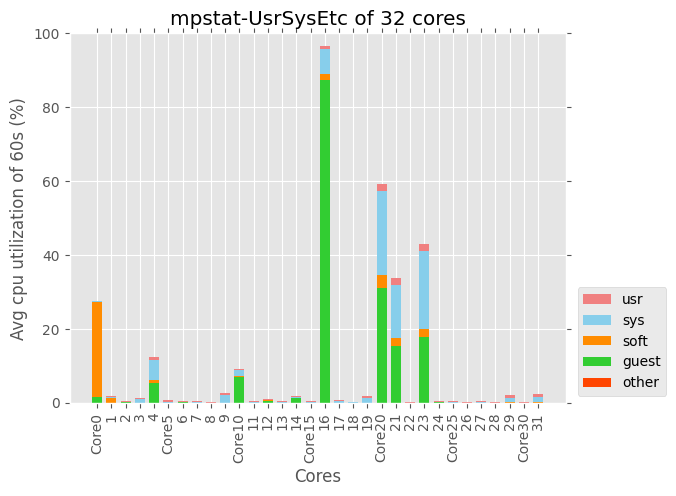 mpstat-UsrSysEtc of 32 cores
Avg cpu utilization of 60s (%)
100
80
60
40
20
0
Core0
1
2
3
4
Core5
6
7
8
9
Core10
11
12
13
14
Core15
16
17
18
19
Core20
21
22
23
24
Core25
26
27
28
29
Core30
31
Cores
usr
sys
soft
guest
other